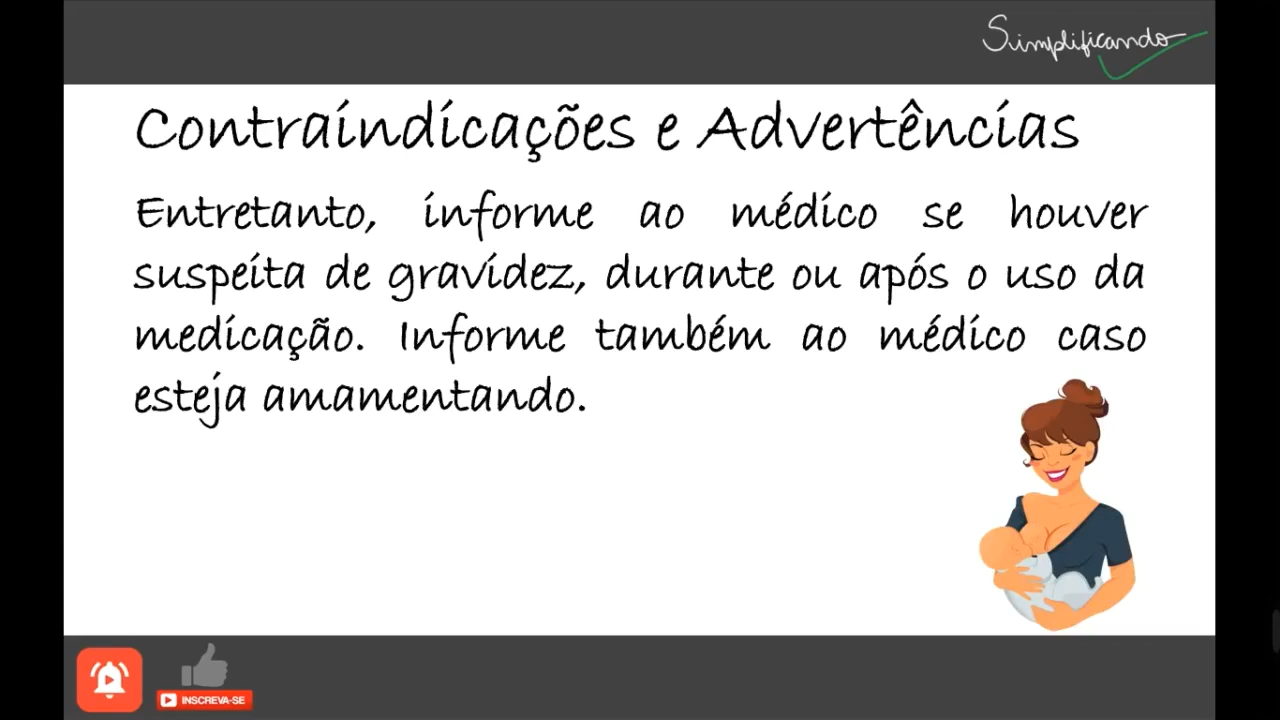 Simplificando
Contraindicações e Advertências
Entretanto, informe ao médico se houver
suspeita de gravidez, durante ou após o uso da
medicação. Informe também ao médico caso
esteja amamentando.
INSCREVA-SE